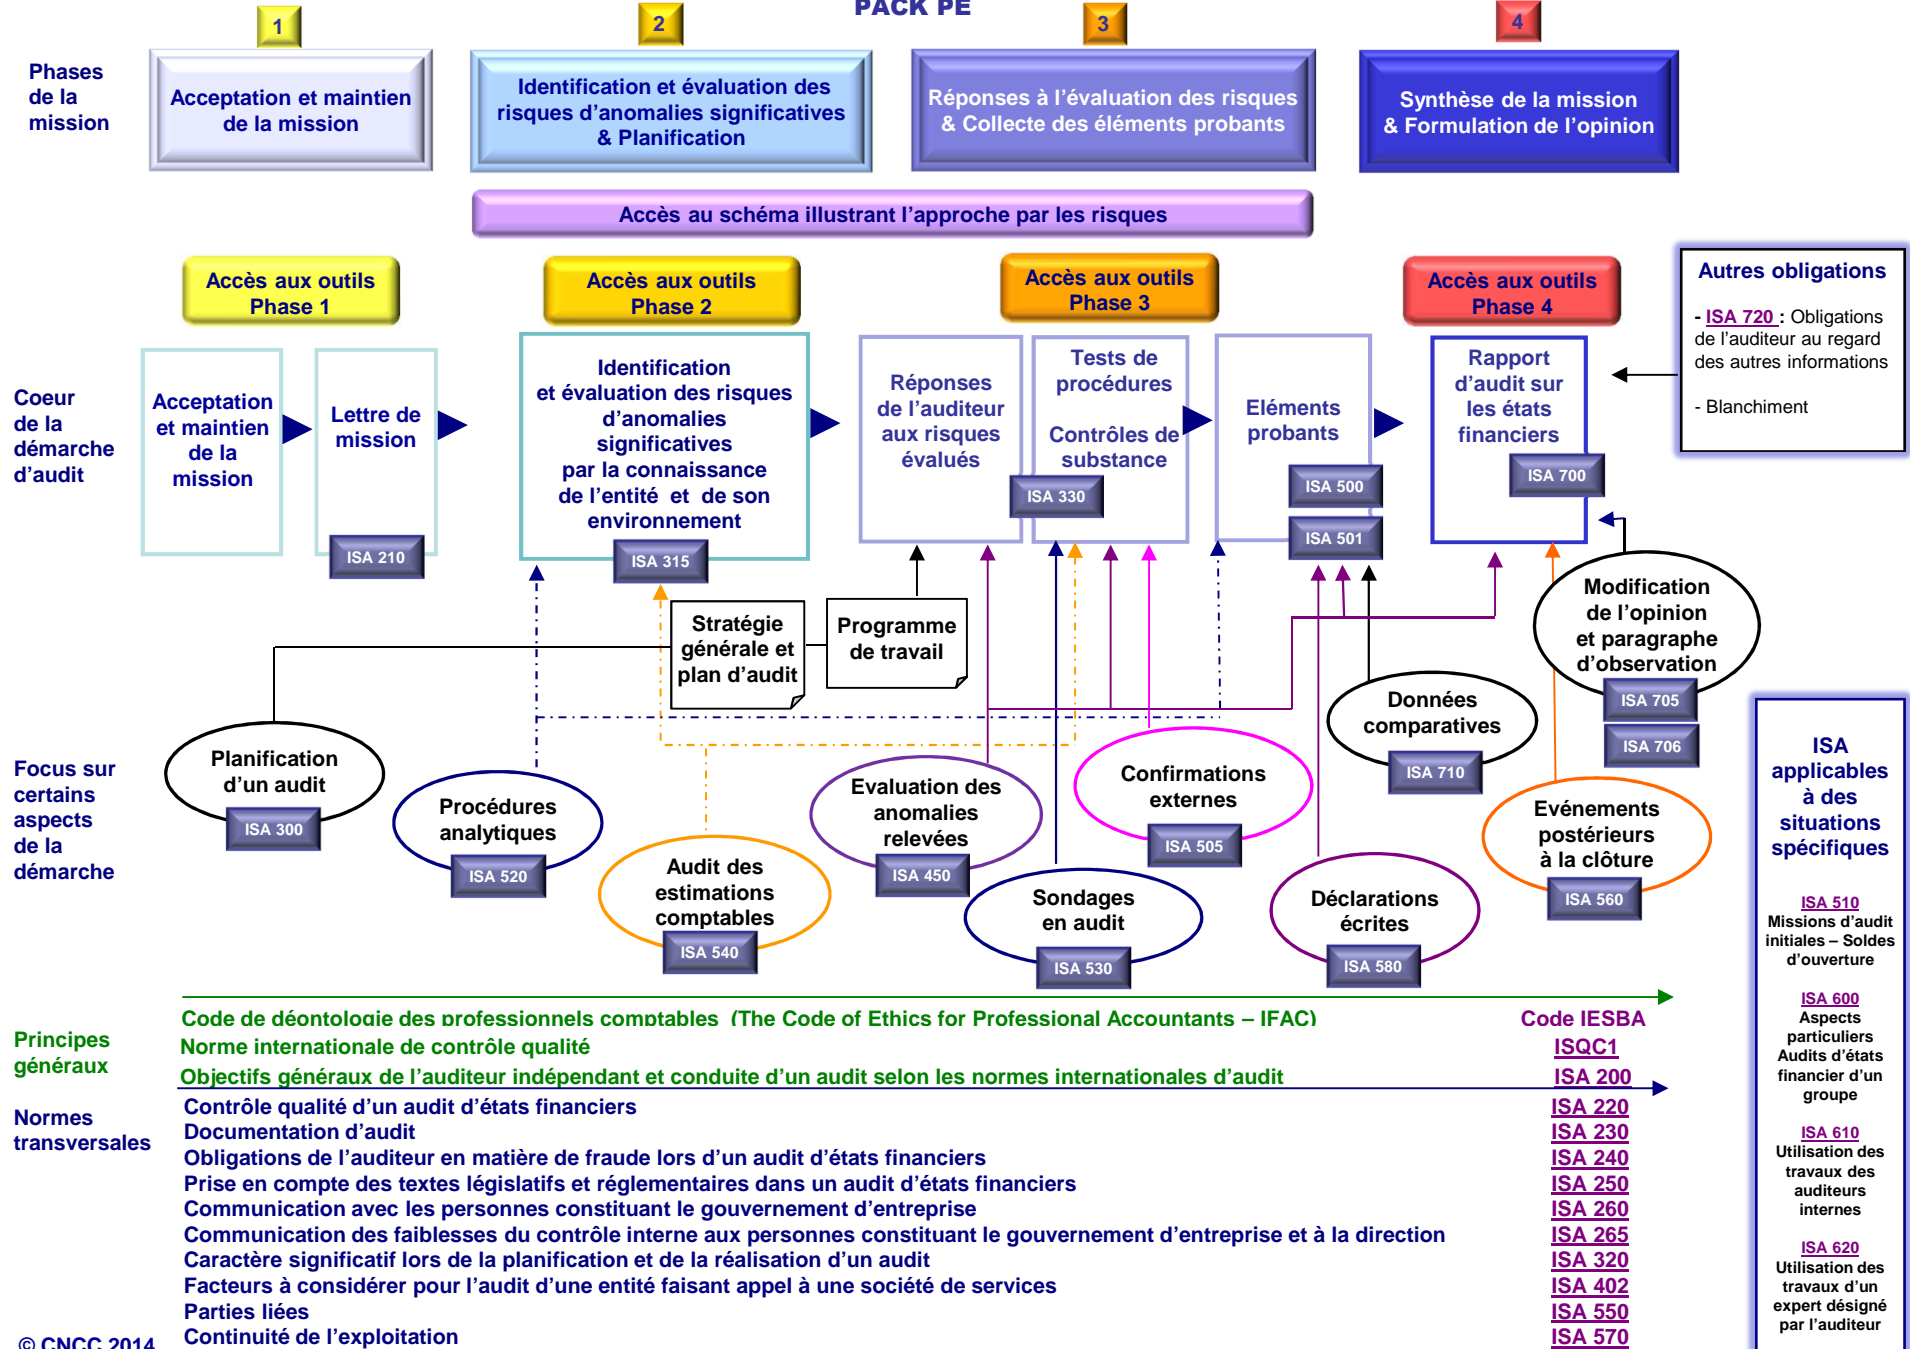 PACK PE
1
2
3
4
Phases
de la
mission
Acceptation et maintien
de la mission
Identification et évaluation des
risques d’anomalies significatives
& Planification
Réponses à l’évaluation des risques
& Collecte des éléments probants
Synthèse de la mission
& Formulation de l’opinion
Accès au schéma illustrant l’approche par les risques
Accès aux outils
Phase 1
Accès aux outils
Phase 2
Accès aux outils
Phase 3
Accès aux outils
Phase 4
Autres obligations
- ISA 720 : Obligations
de l’auditeur au regard
des autres informations
- Blanchiment
Coeur
de la
démarche
d’audit
Acceptation
et maintien
de la
mission
Lettre de
mission
ISA 210
Identification
et évaluation des risques
d’anomalies
significatives
par la connaissance
de l’entité et de son
environnement
ISA 315
Réponses
de l’auditeur
aux risques
évalués
Tests de
procédures
Contrôles de
substance
ISA 330
Eléments
probants
ISA 500
ISA 501
Rapport
d’audit sur
les états
financiers
ISA 700
Stratégie
générale et
plan d’audit
Programme
de travail
Modification
de l’opinion
et paragraphe
d’observation
ISA 705
ISA 706
Focus sur
certains
aspects
de la
démarche
Planification
d’un audit
ISA 300
Procédures
analytiques
ISA 520
Audit des
estimations
comptables
ISA 540
Evaluation des
anomalies
relevées
ISA 450
Sondages
en audit
ISA 530
Confirmations
externes
ISA 505
Déclarations
écrites
ISA 580
Données
comparatives
ISA 710
Evénements
postérieurs
à la clôture
ISA 560
ISA
applicables
à des
situations
spécifiques
ISA 510
Missions d’audit
initiales – Soldes
d’ouverture
ISA 600
Aspects
particuliers
Audits d’états
financier d’un
groupe
ISA 610
Utilisation des
travaux des
auditeurs
internes
ISA 620
Utilisation des
travaux d’un
expert désigné
par l’auditeur
Principes
généraux
Code de déontologie des professionnels comptables (The Code of Ethics for Professional Accountants – IFAC) Code IESBA
Norme internationale de contrôle qualité ISQC1
Objectifs généraux de l’auditeur indépendant et conduite d’un audit selon les normes internationales d’audit ISA 200
Normes
transversales
Contrôle qualité d’un audit d’états financiers ISA 220
Documentation d’audit ISA 230
Obligations de l’auditeur en matière de fraude lors d’un audit d’états financiers ISA 240
Prise en compte des textes législatifs et réglementaires dans un audit d’états financiers ISA 250
Communication avec les personnes constituant le gouvernement d’entreprise ISA 260
Communication des faiblesses du contrôle interne aux personnes constituant le gouvernement d’entreprise et à la direction ISA 265
Caractère significatif lors de la planification et de la réalisation d’un audit ISA 320
Facteurs à considérer pour l’audit d’une entité faisant appel à une société de services ISA 402
Parties liées ISA 550
Continuité de l’exploitation ISA 570
© CNCC 2014